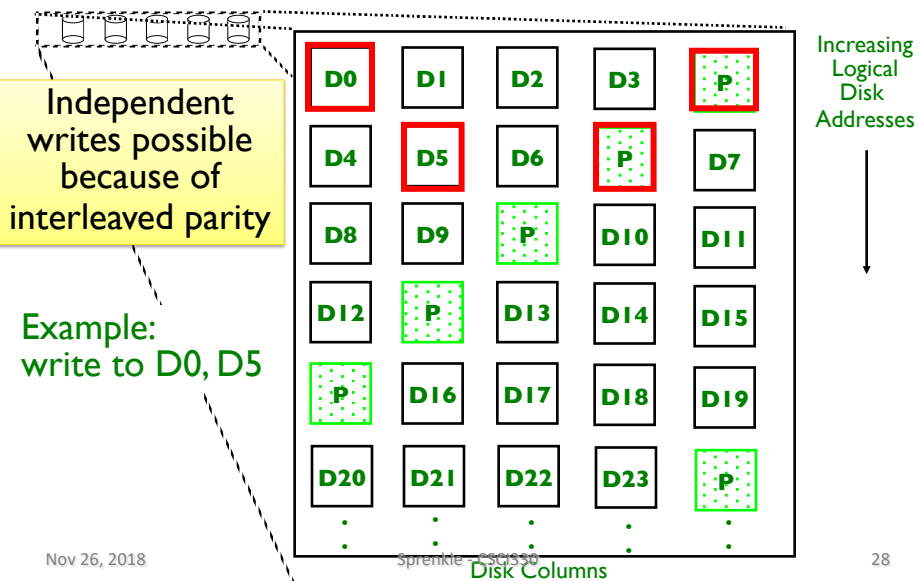 Independent
writes possible
because of
interleaved parity
Example:
write to D0, D5
D0 D1 D2 D3 P
D4 D5 D6 P D7
D8 D9 P D10 D11
D12 P D13 D14 D15
P D16 D17 D18 D19
D20 D21 D22 D23 P
Increasing
Logical
Disk
Addresses
Disk Columns
Nov 26, 2018
Sprenkle - CSCI330
28